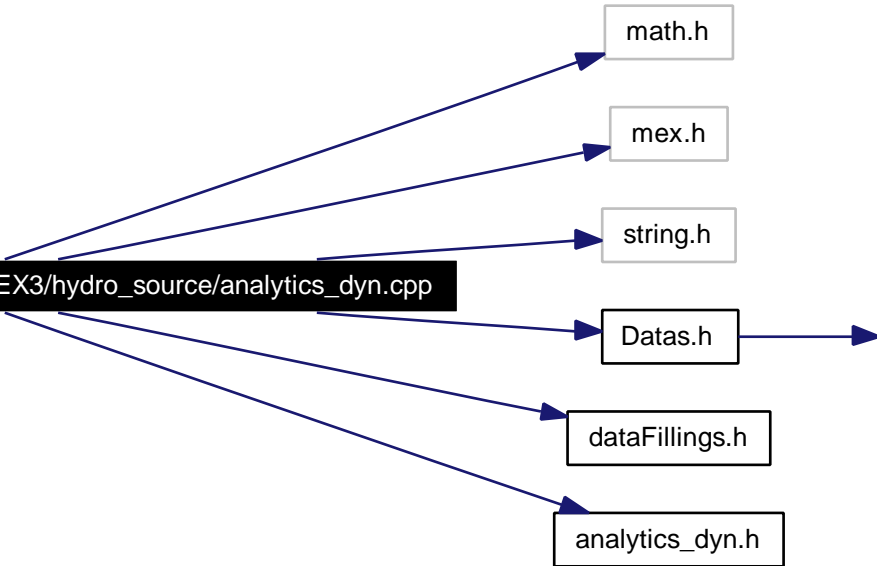 math.h
mex.h
string.h
EX3/hydro_source/analytics_dyn.cpp
Datas.h
dataFillings.h
analytics_dyn.h